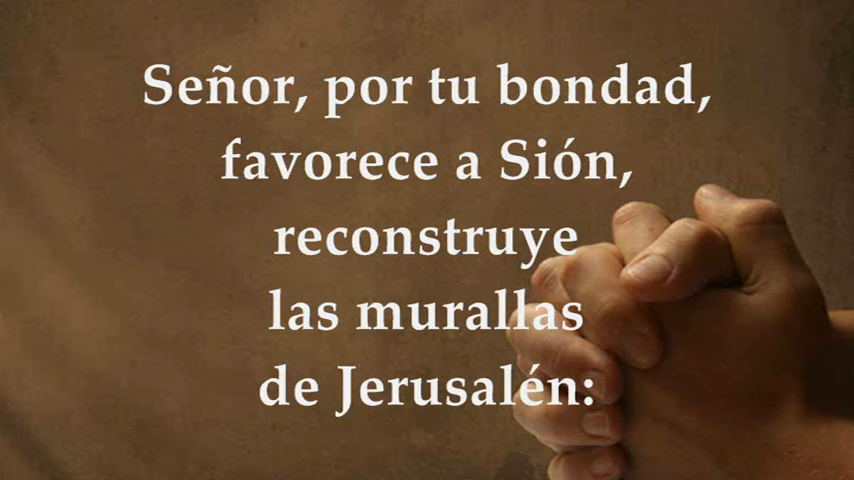 Señor, por tu bondad,
favorece a Sión,
reconstruye
las murallas
de Jerusalén: